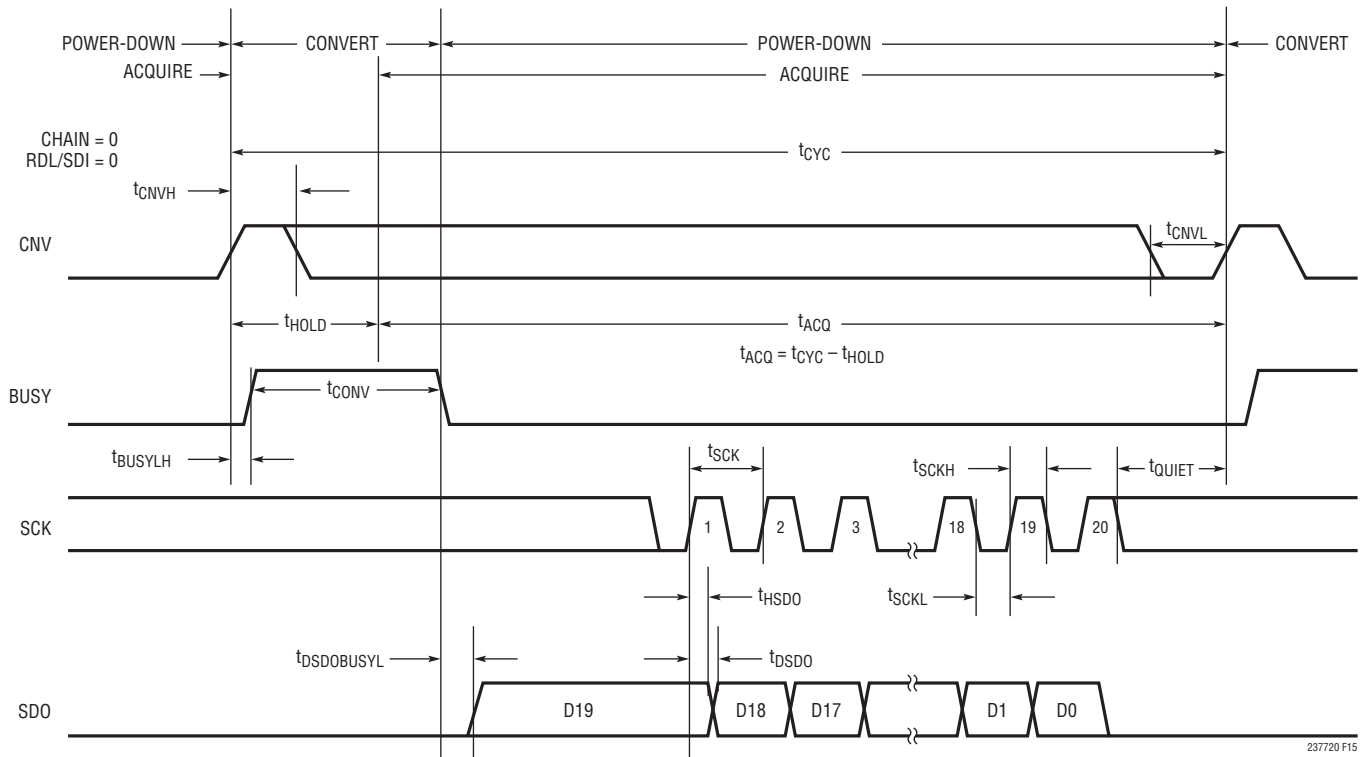 POWER-DOWN CONVERT POWER-DOWN CONVERT
ACQUIRE ACQUIRE
CHAIN = 0
RDL/SDI = 0
tCYC
tCNVH
CNV
tCNVL
tHOLD tACQ
tACQ = tCYC – tHOLD
BUSY
tCONV
tBUSYLH
tSCK tSCKH tQUIET
SCK 1 2 3 18 19 20
tHSDO tSCKL
tDSDOBUSYL tDSDO
SDO D19 D18 D17 D1 D0
237720 F15